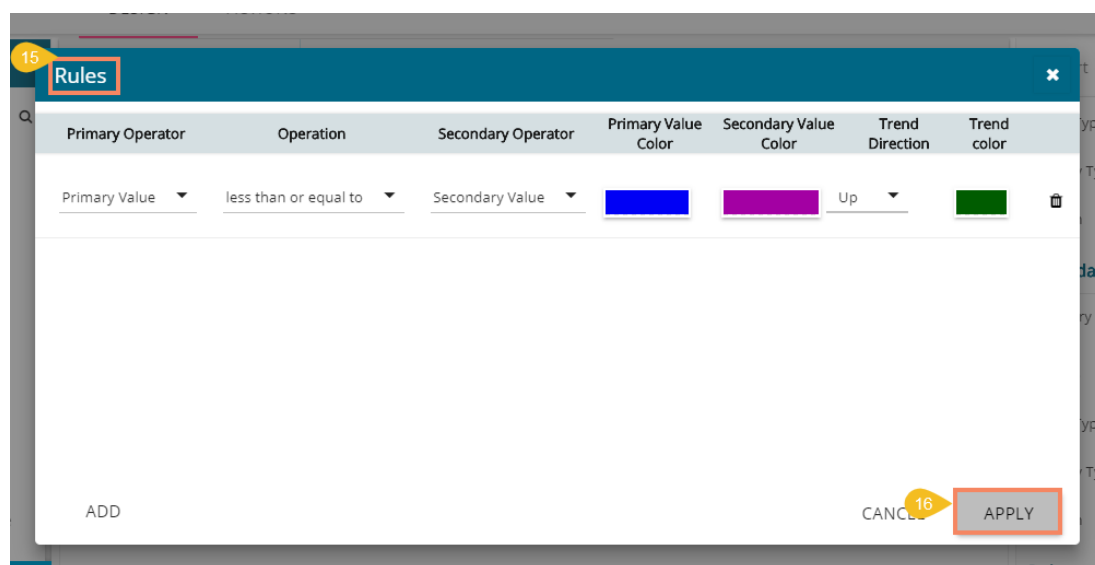 15
Rules
Primary Operator Operation Secondary Operator Primary Value Color Secondary Value Color Trend Direction Trend color
Primary Value less than or equal to Secondary Value Up
16
ADD CANCEL APPLY